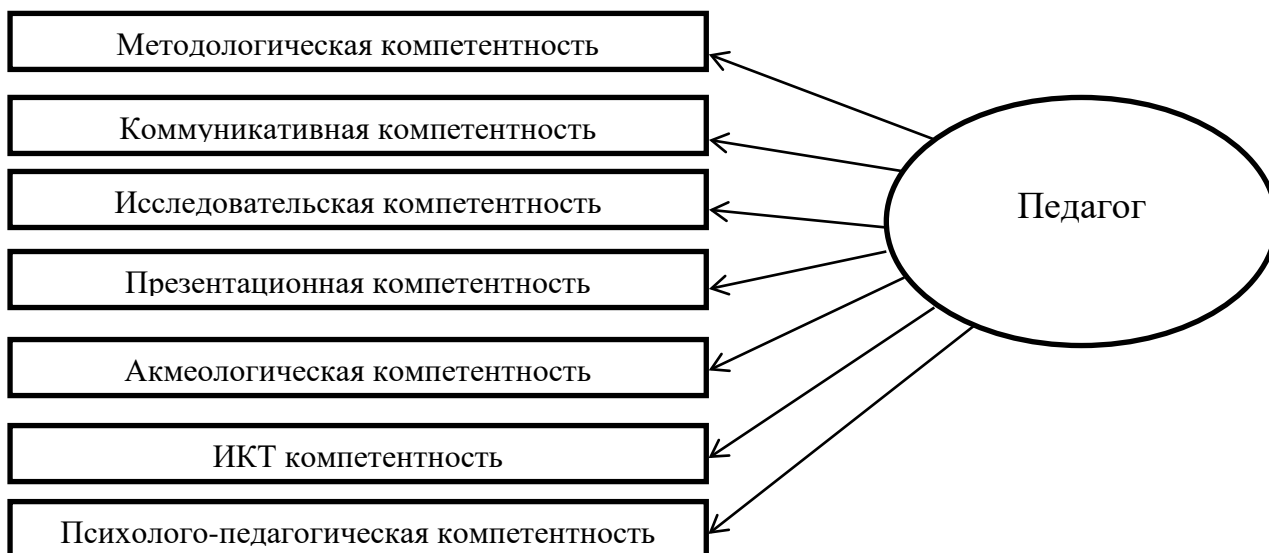 Методологическая компетентность
Коммуникативная компетентность
Исследовательская компетентность
Педагог
Презентационная компетентность
Акмеологическая компетентность
ИКТ компетентность
Психолого-педагогическая компетентность